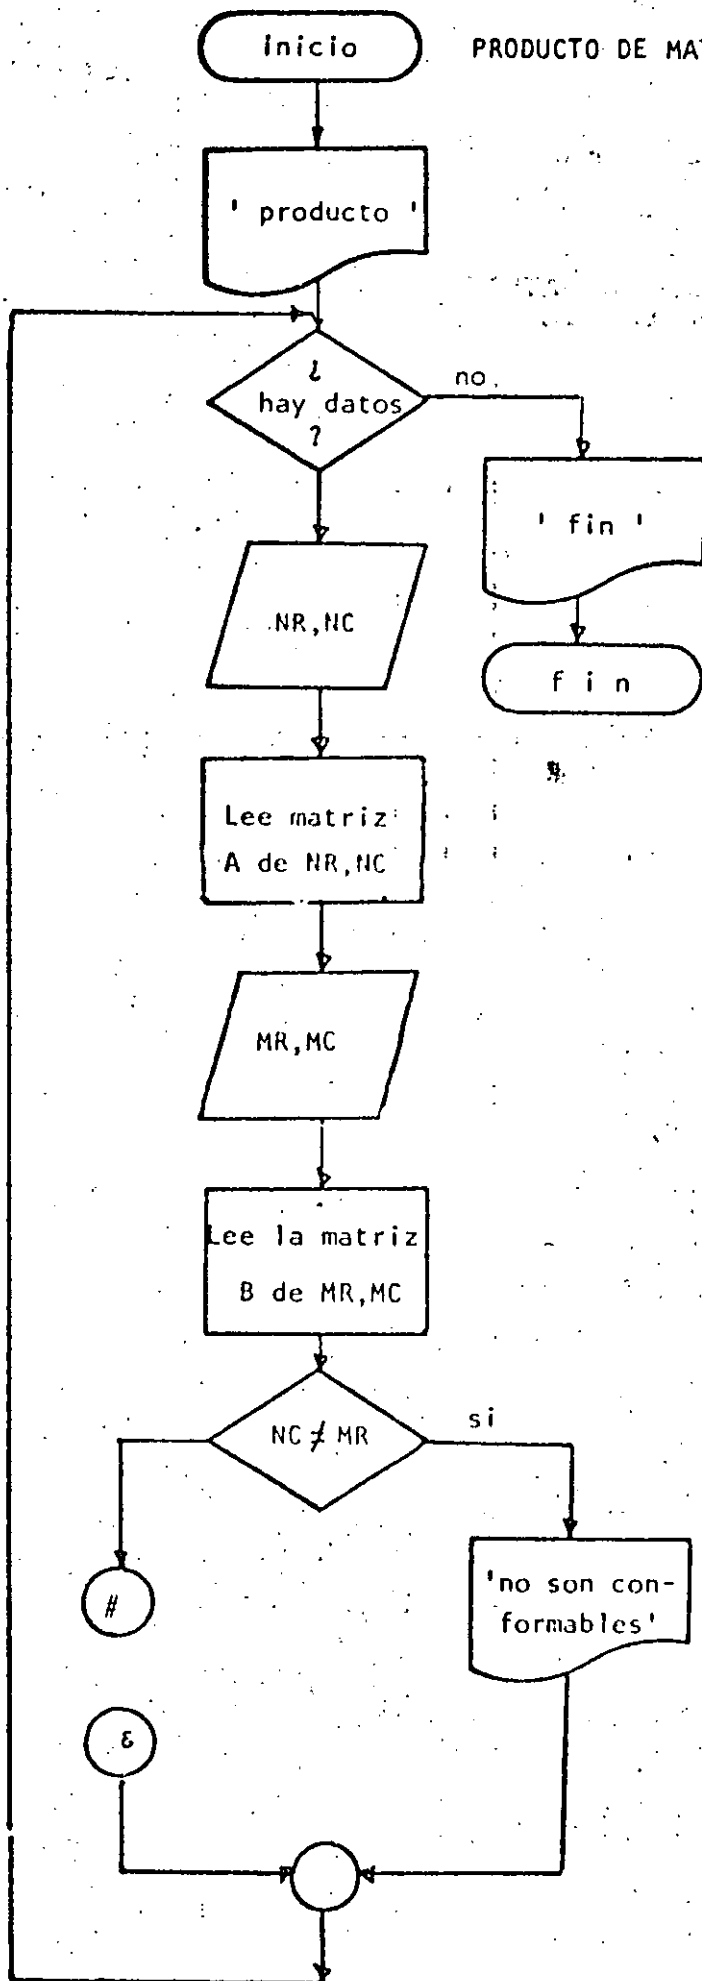 inicio
PRODUCTO DE MAT
' producto '
¿
hay datos
?
no
' fin '
f i n
NR,NC
Lee matriz
A de NR,NC
MR,MC
Lee la matriz
B de MR,MC
NC ≠ MR
si
#
'no son con-
formables'
&